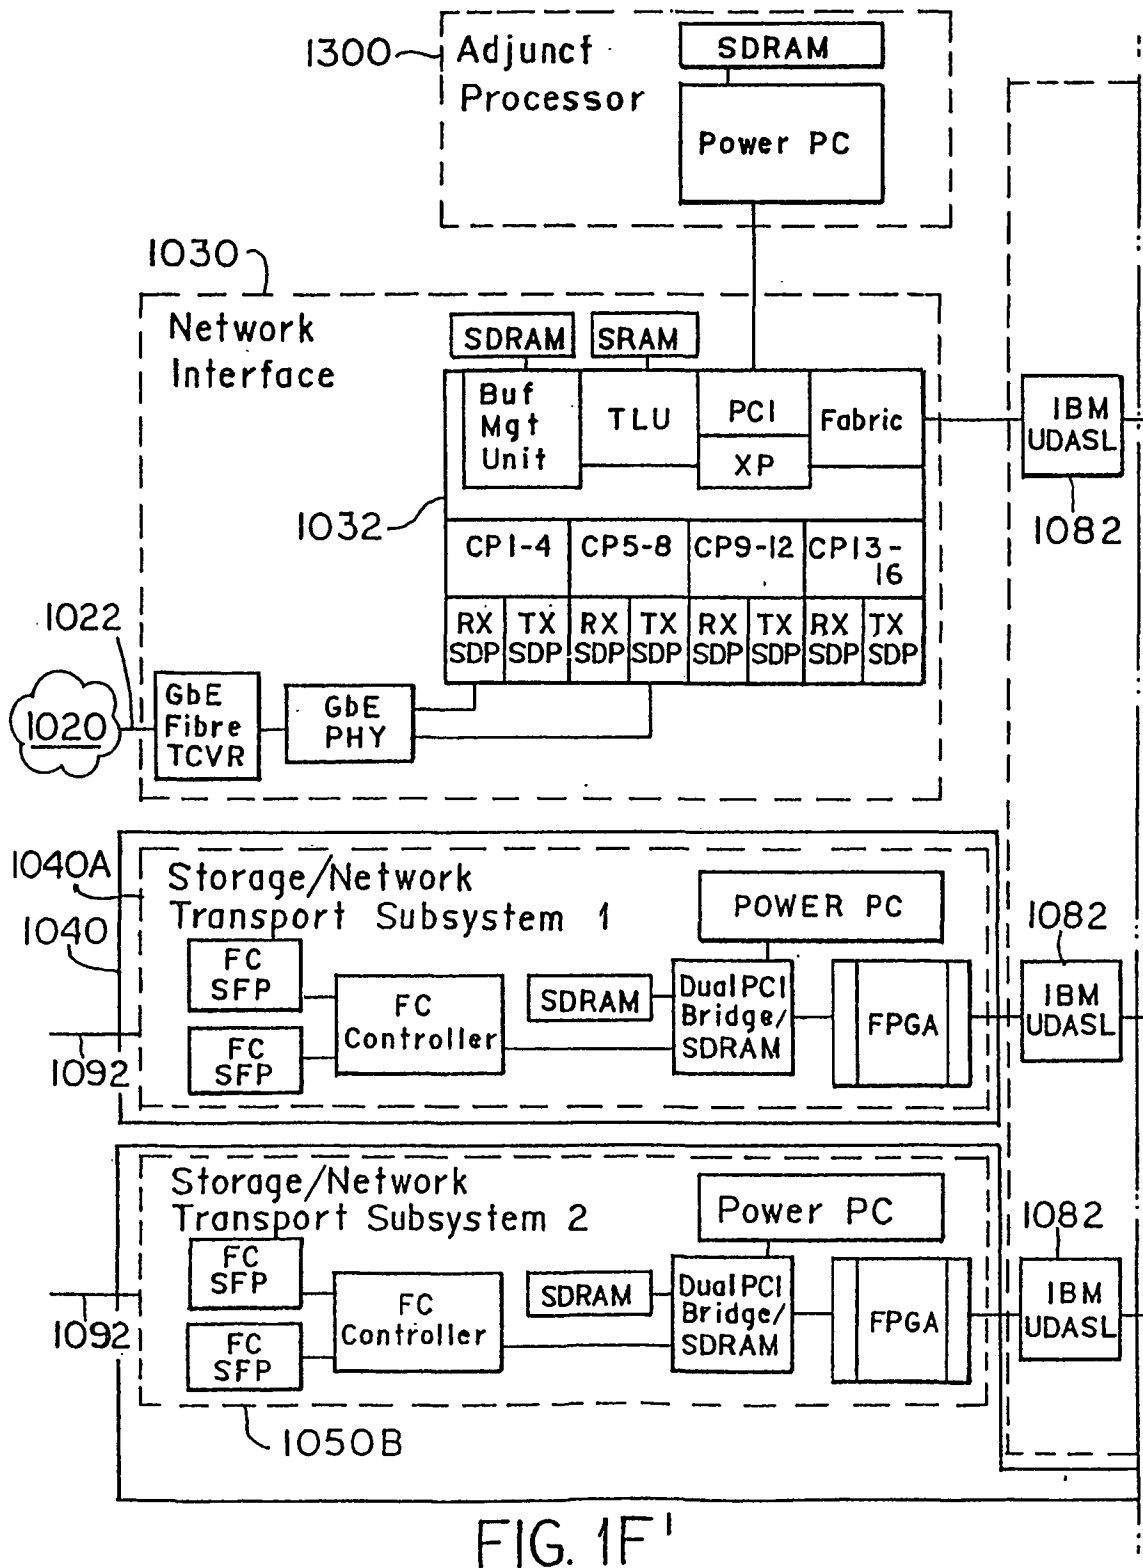 1300
Adjuncf
Processor
SDRAM
Power PC
1030
Network
Interface
SDRAM
SRAM
Buf
Mgt
Unit
TLU
PCI
XP
Fabric
IBM
UDASL
1082
1032
CP1-4
CP5-8
CP9-12
CP13-
16
RX
SDP
TX
SDP
RX
SDP
TX
SDP
RX
SDP
TX
SDP
RX
SDP
TX
SDP
1022
1020
GbE
Fibre
TCVR
GbE
PHY
1040A
1040
Storage/Network
Transport Subsystem 1
POWER PC
FC
SFP
FC
SFP
FC
Controller
SDRAM
Dual PCI
Bridge/
SDRAM
FPGA
1082
IBM
UDASL
1092
Storage/Network
Transport Subsystem 2
Power PC
FC
SFP
FC
SFP
FC
Controller
SDRAM
Dual PCI
Bridge/
SDRAM
FPGA
1082
IBM
UDASL
1092
1050B
FIG. 1F'